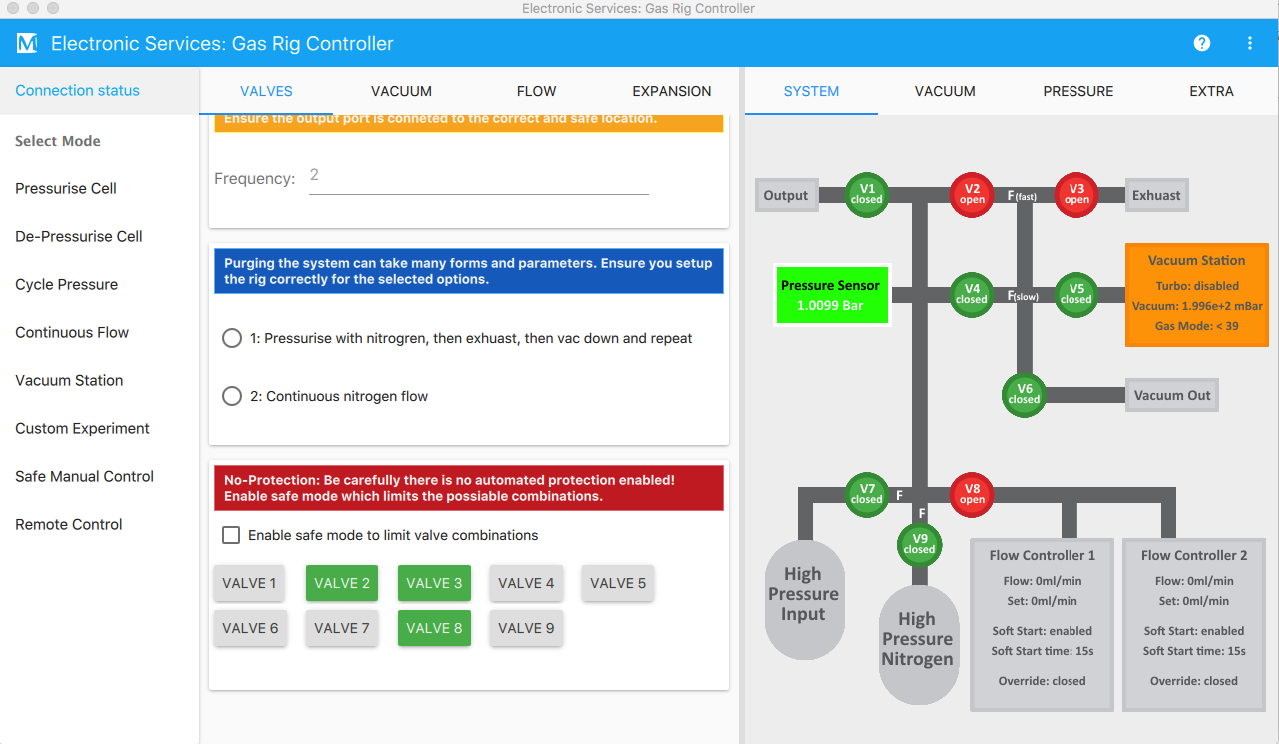 Electronic Services: Gas Rig Controller
M
Electronic Services: Gas Rig Controller
?
Connection status
Select Mode
Pressurise Cell
De-Pressurise Cell
Cycle Pressure
Continuous Flow
Vacuum Station
Custom Experiment
Safe Manual Control
Remote Control
VALVES
VACUUM
FLOW
EXPANSION
Ensure the output port is conneted to the correct and safe location.
Frequency:
2
Purging the system can take many forms and parameters. Ensure you setup
the rig correctly for the selected options.
1: Pressurise with nitrogren, then exhuast, then vac down and repeat
2: Continuous nitrogen flow
No-Protection: Be carefully there is no automated protection enabled!
Enable safe mode which limits the possiable combinations.
Enable safe mode to limit valve combinations
VALVE 1
VALVE 2
VALVE 3
VALVE 4
VALVE 5
VALVE 6
VALVE 7
VALVE 8
VALVE 9
SYSTEM
VACUUM
PRESSURE
EXTRA
Output
V1
closed
V2
open
F(fast)
V3
open
Exhuast
Pressure Sensor
1.0099 Bar
V4
closed
F(slow)
V5
closed
Vacuum Station
Turbo: disabled
Vacuum: 1.996e+2 mBar
Gas Mode: < 39
V6
closed
Vacuum Out
V7
closed
F
V8
open
F
V9
closed
High
Pressure
Input
High
Pressure
Nitrogen
Flow Controller 1
Flow: 0ml/min
Set: 0ml/min
Soft Start: enabled
Soft Start time: 15s
Override: closed
Flow Controller 2
Flow: 0ml/min
Set: 0ml/min
Soft Start: enabled
Soft Start time: 15s
Override: closed